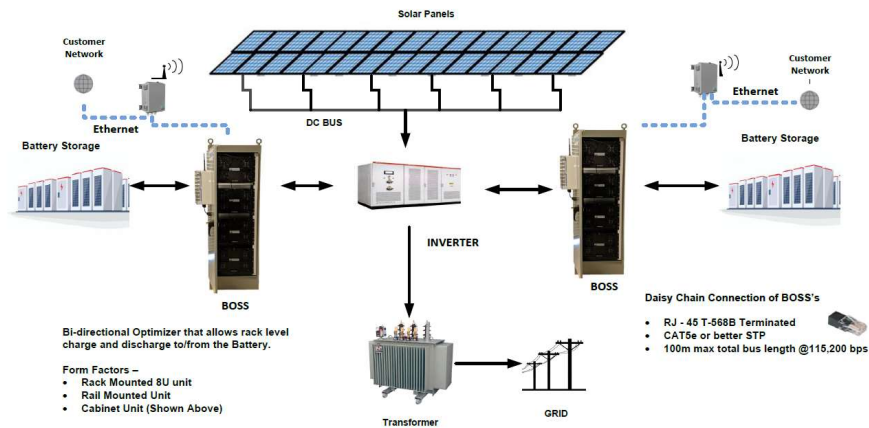 Solar Panels
Customer
Network
Ethernet
DC BUS
Battery Storage
Customer
Network
Ethernet
Battery Storage
INVERTER
BOSS
BOSS
Bi-directional Optimizer that allows rack level
charge and discharge to/from the Battery.
Form Factors –
• Rack Mounted 8U unit
• Rail Mounted Unit
• Cabinet Unit (Shown Above)
Daisy Chain Connection of BOSS's
• RJ - 45 T-568B Terminated
• CAT5e or better STP
• 100m max total bus length @115,200 bps
Transformer
GRID